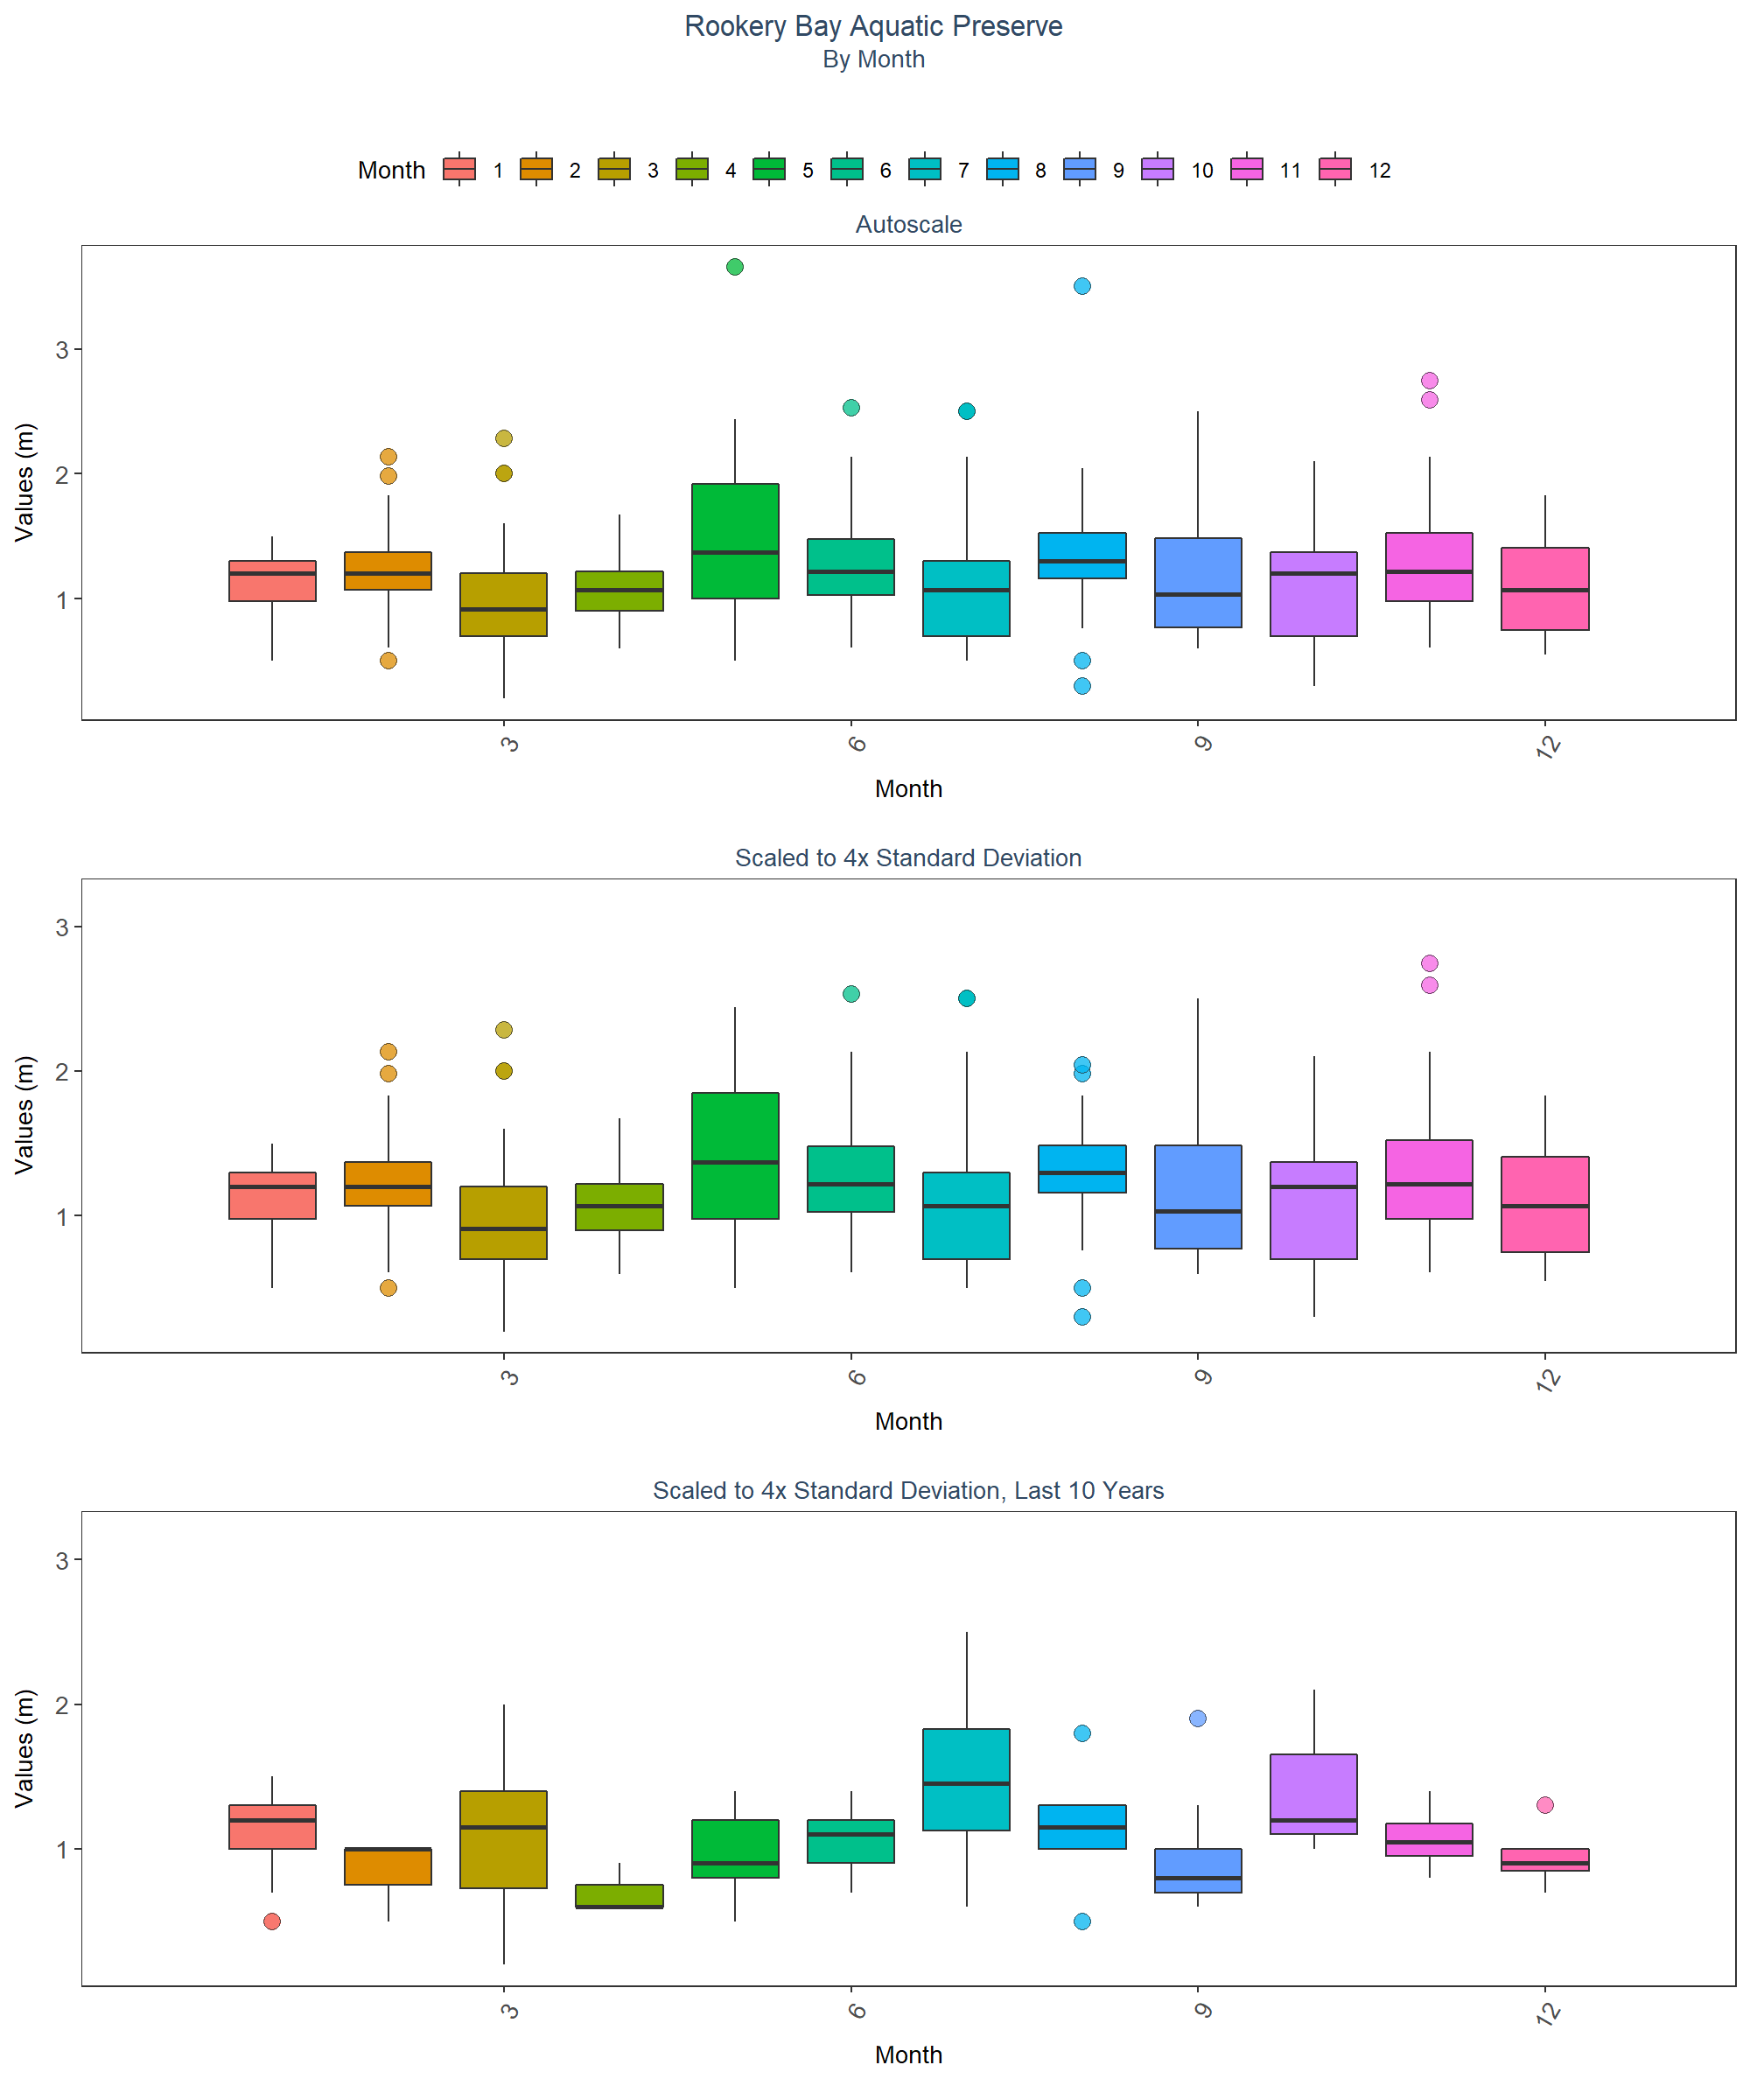 Rookery Bay Aquatic Preserve
By Month
Month 1 2 3 4 5 6 7 8 9 10 11 12
Autoscale
Values (m)
3
2
1
3 6 9 12
Month
Scaled to 4x Standard Deviation
Values (m)
3
2
1
3 6 9 12
Month
Scaled to 4x Standard Deviation, Last 10 Years
Values (m)
3
2
1
3 6 9 12
Month